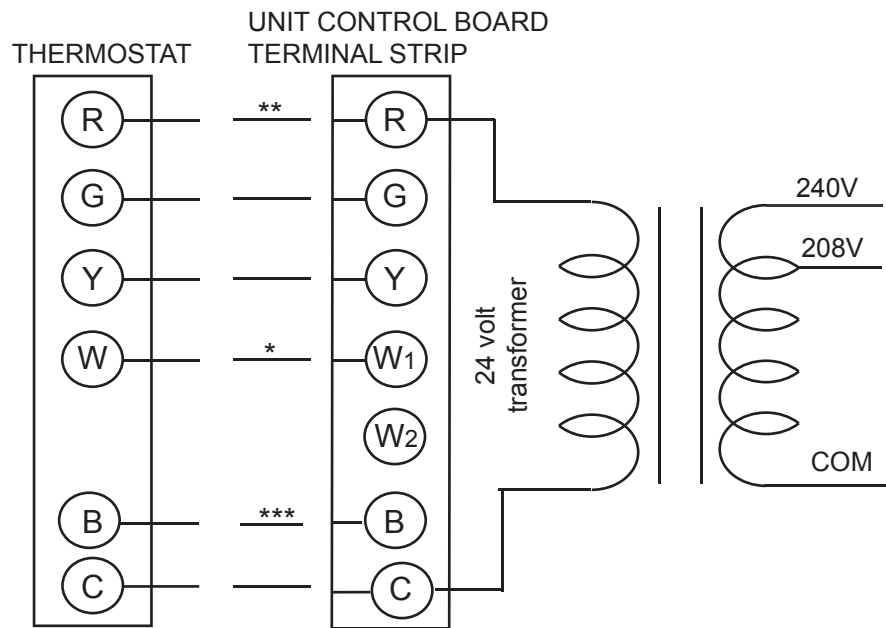 UNIT CONTROL BOARD
THERMOSTAT TERMINAL STRIP
R ** R
G G
240V
208V
Y Y
24 volt
transformer
W * W1
W2
COM
B *** B
C C